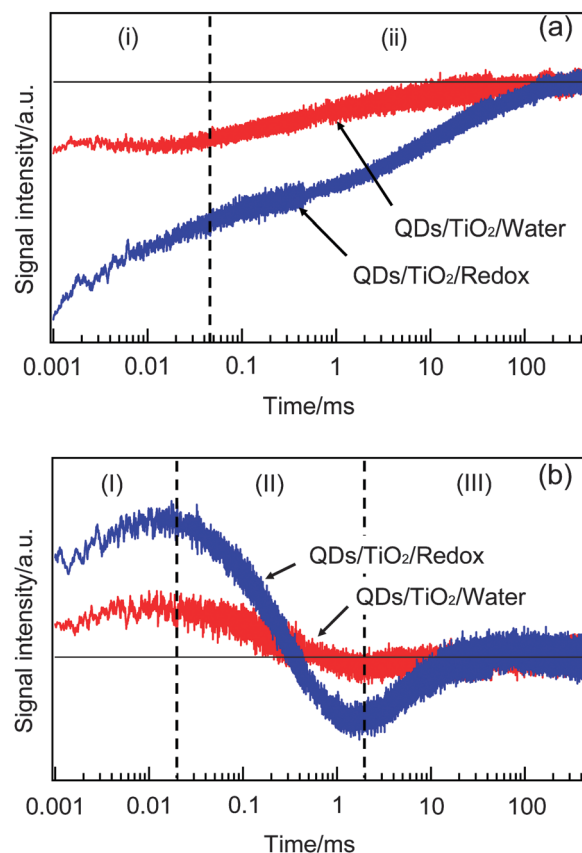 (i) (ii) (a)
Signal intensity/a.u.
QDs/TiO₂/Water
QDs/TiO₂/Redox
0.001 0.01 0.1 1 10 100
Time/ms
(I) (II) (III) (b)
Signal intensity/a.u.
QDs/TiO₂/Redox
QDs/TiO₂/Water
0.001 0.01 0.1 1 10 100
Time/ms